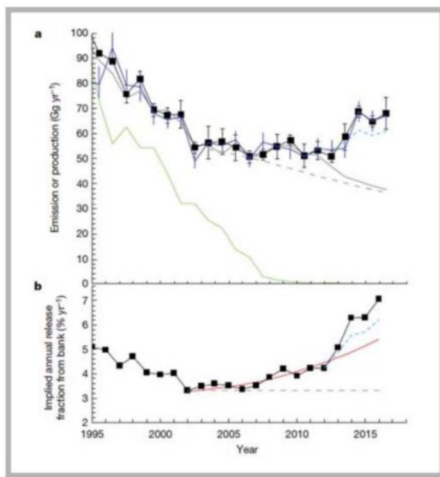 a
100
90
80
70
60
50
40
30
20
10
0
Emission or production (Gg yr⁻¹)
b
7
6
5
4
3
2
Implied annual release
fraction from bank (% yr⁻¹)
1995 2000 2005 2010 2015
Year